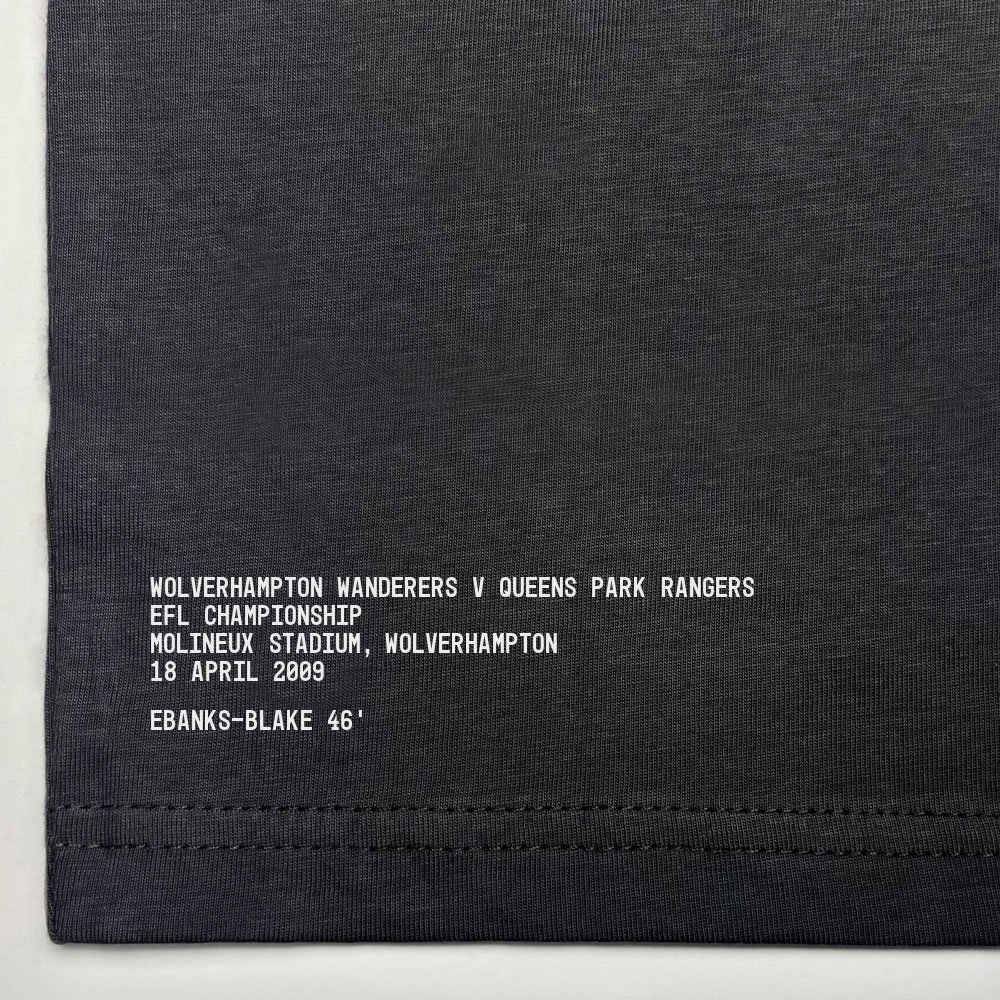 WOLVERHAMPTON WANDERERS V QUEENS PARK RANGERS
EFL CHAMPIONSHIP
MOLINEUX STADIUM, WOLVERHAMPTON
18 APRIL 2009
EBANKS-BLAKE 46'